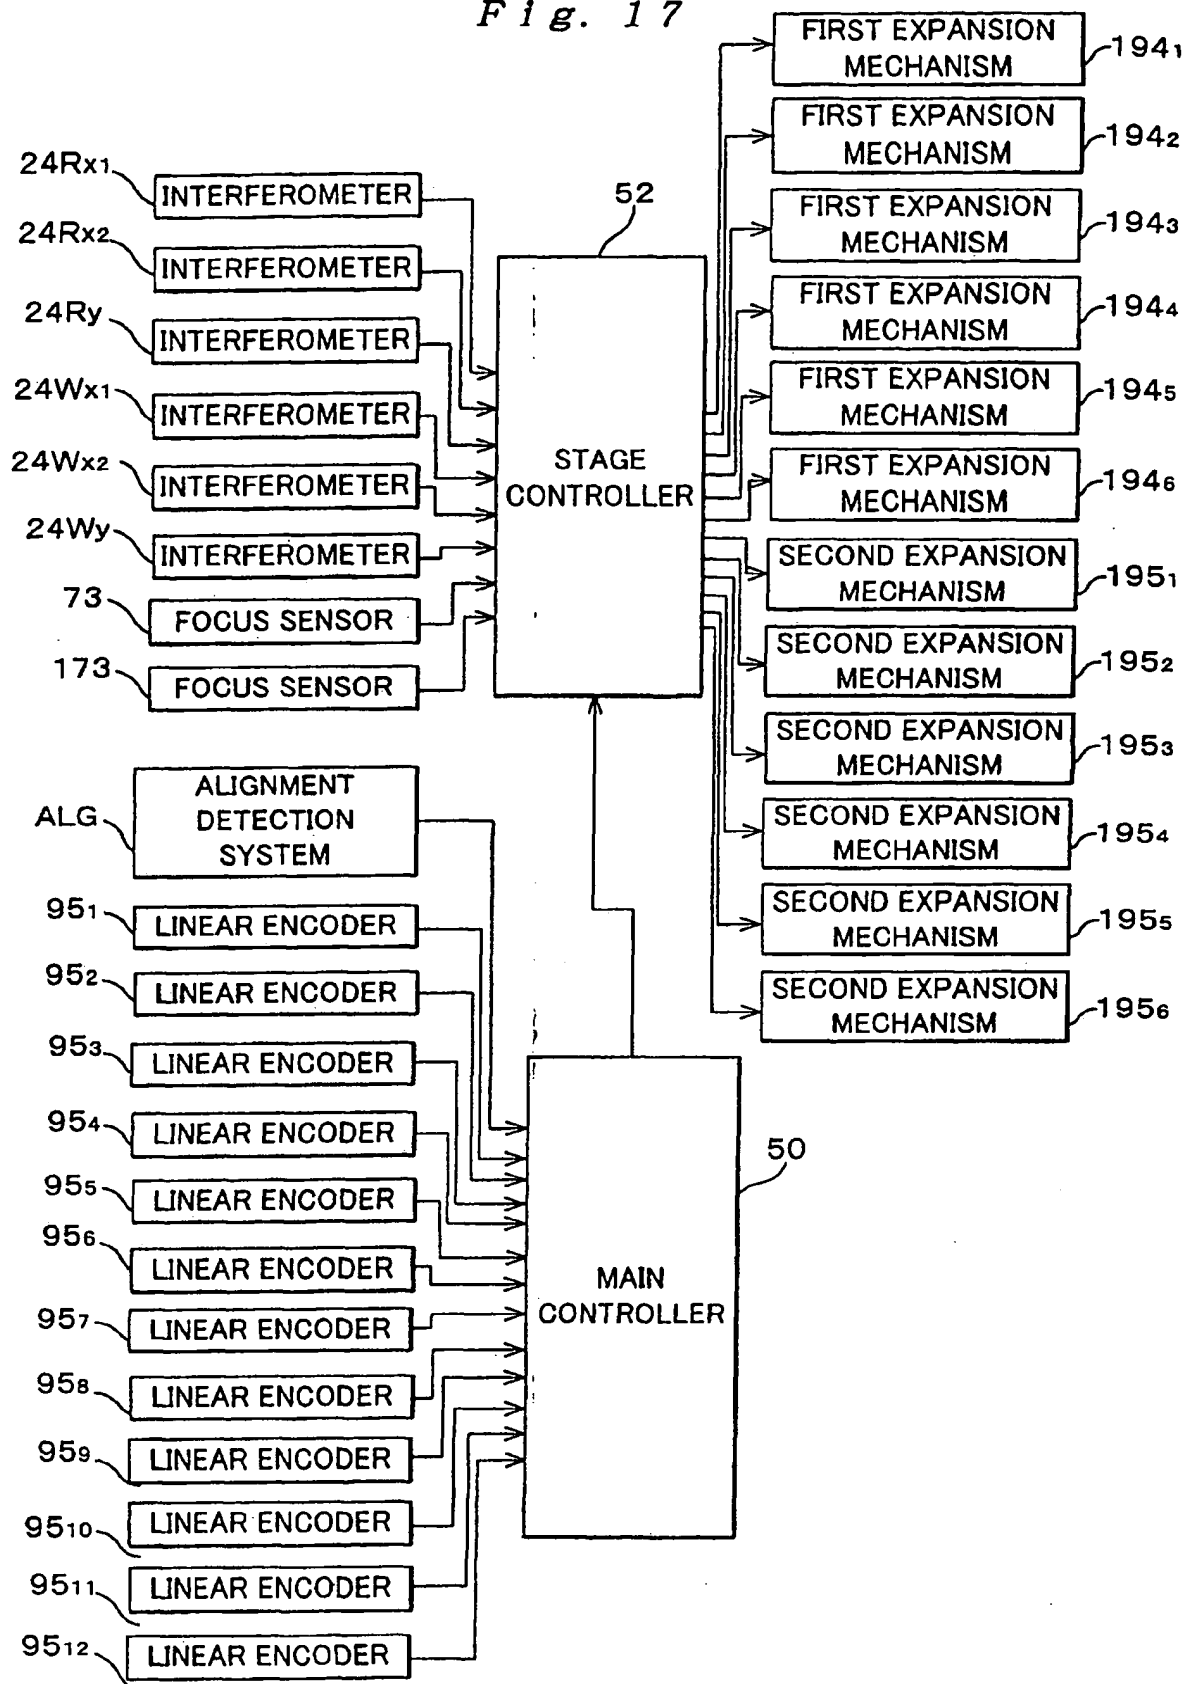 Fig. 17
FIRST EXPANSION
MECHANISM
194₁
FIRST EXPANSION
MECHANISM
194₂
FIRST EXPANSION
MECHANISM
194₃
FIRST EXPANSION
MECHANISM
194₄
FIRST EXPANSION
MECHANISM
194₅
FIRST EXPANSION
MECHANISM
194₆
SECOND EXPANSION
MECHANISM
195₁
SECOND EXPANSION
MECHANISM
195₂
SECOND EXPANSION
MECHANISM
195₃
SECOND EXPANSION
MECHANISM
195₄
SECOND EXPANSION
MECHANISM
195₅
SECOND EXPANSION
MECHANISM
195₆
24Rx1
INTERFEROMETER
24Rx2
INTERFEROMETER
24Ry
INTERFEROMETER
24Wx1
INTERFEROMETER
24Wx2
INTERFEROMETER
24Wy
INTERFEROMETER
73
FOCUS SENSOR
173
FOCUS SENSOR
52
STAGE
CONTROLLER
ALG
ALIGNMENT
DETECTION
SYSTEM
95₁
LINEAR ENCODER
95₂
LINEAR ENCODER
95₃
LINEAR ENCODER
95₄
LINEAR ENCODER
95₅
LINEAR ENCODER
95₆
LINEAR ENCODER
95₇
LINEAR ENCODER
95₈
LINEAR ENCODER
95₉
LINEAR ENCODER
95₁₀
LINEAR ENCODER
95₁₁
LINEAR ENCODER
95₁₂
LINEAR ENCODER
50
MAIN
CONTROLLER